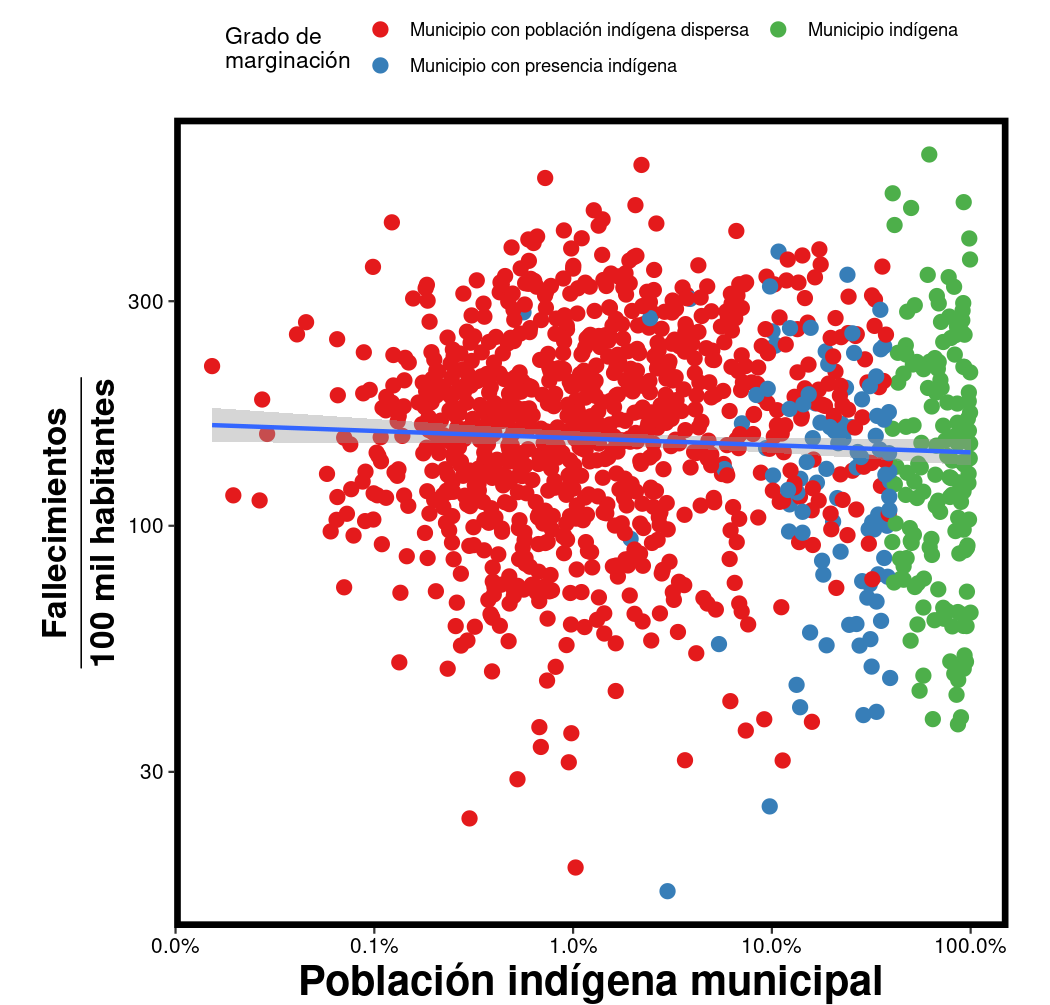 Grado de
marginación
Municipio con población indígena dispersa
Municipio indígena
Municipio con presencia indígena
Fallecimientos
100 mil habitantes
300
100
30
0.0%
0.1%
1.0%
10.0%
100.0%
Población indígena municipal